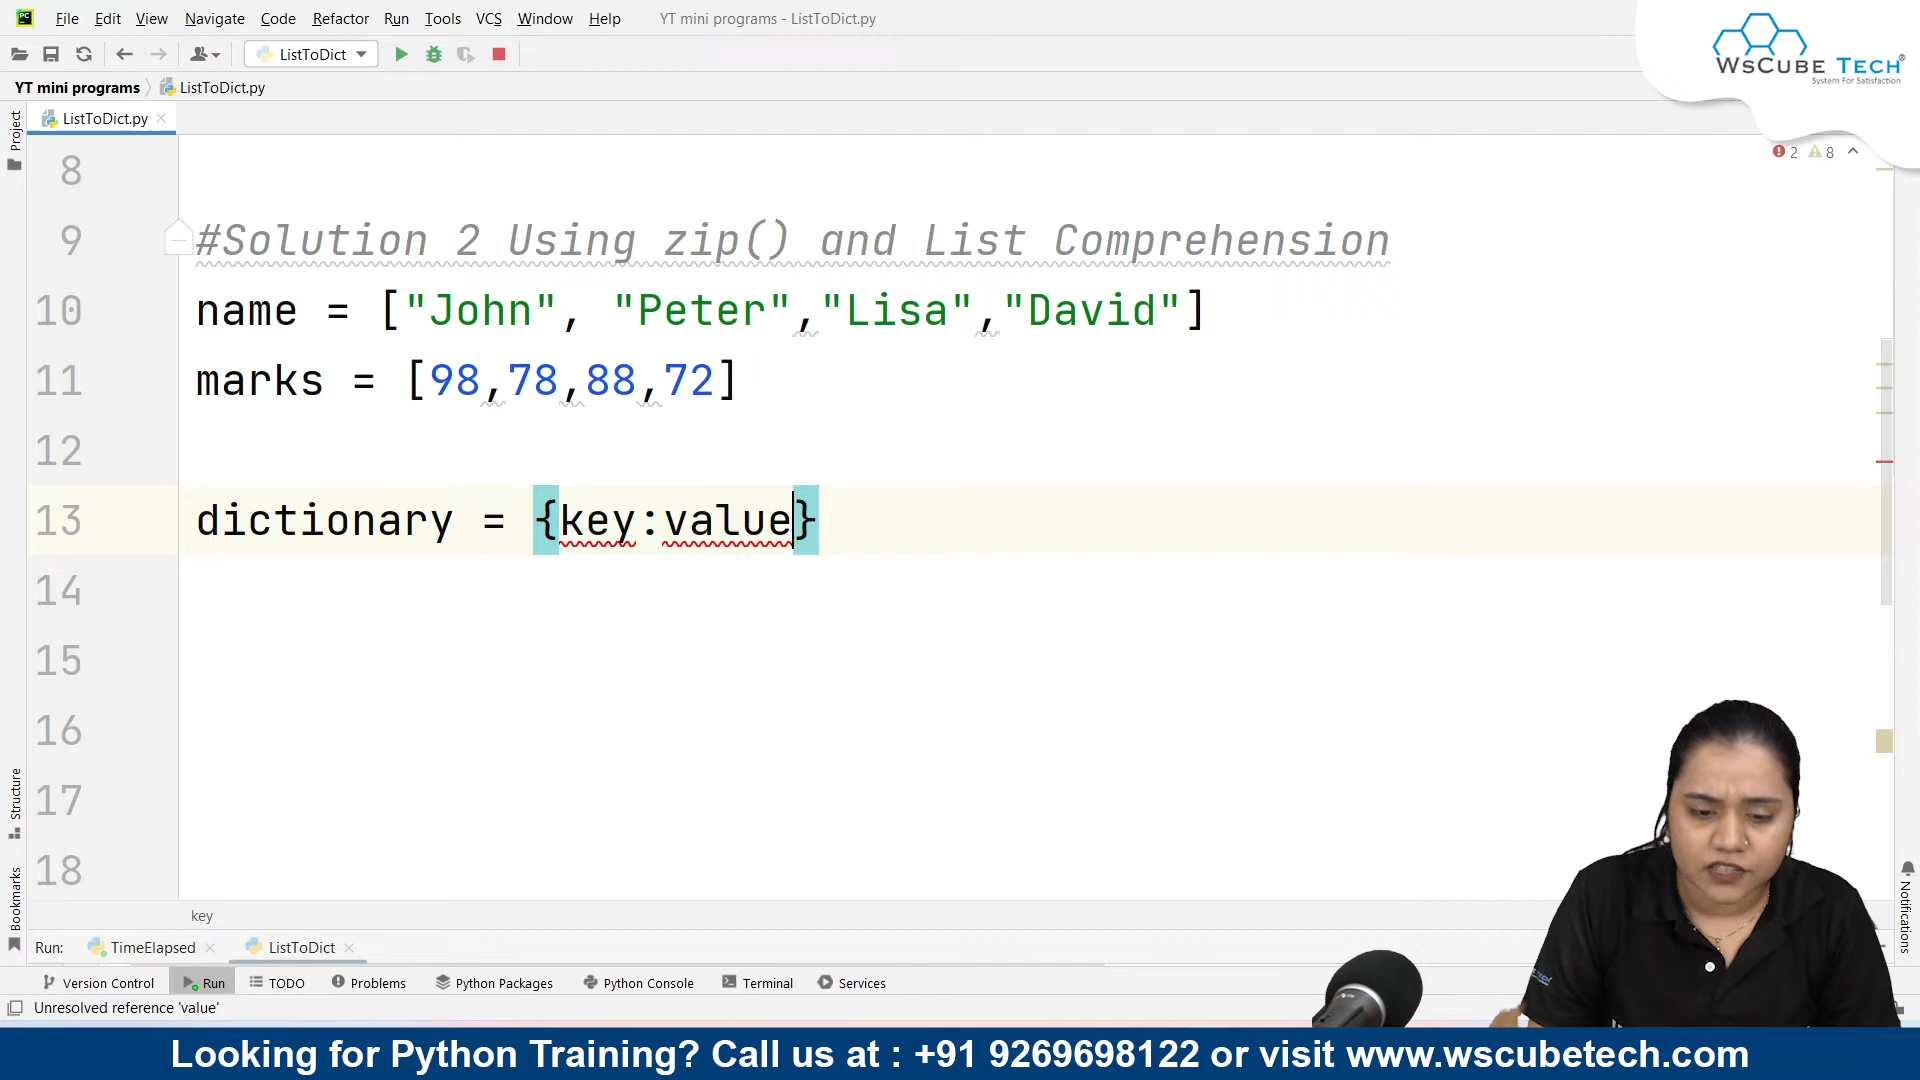 File Edit View Navigate Code Refactor Run Tools VCS Window Help YT mini programs - ListToDict.py
WsCube Tech®
System For Satisfaction
ListToDict
YT mini programs ListToDict.py
ListToDict.py
Project
2 8
8
9 #Solution 2 Using zip() and List Comprehension
10 name = ["John", "Peter","Lisa","David"]
11 marks = [98,78,88,72]
12
13 dictionary = {key:value}
14
15
16
17
18
Structure
Bookmarks
Notifications
key
Run: TimeElapsed ListToDict
Version Control Run TODO Problems Python Packages Python Console Terminal Services
Unresolved reference 'value'
Looking for Python Training? Call us at : +91 9269698122 or visit www.wscubetech.com